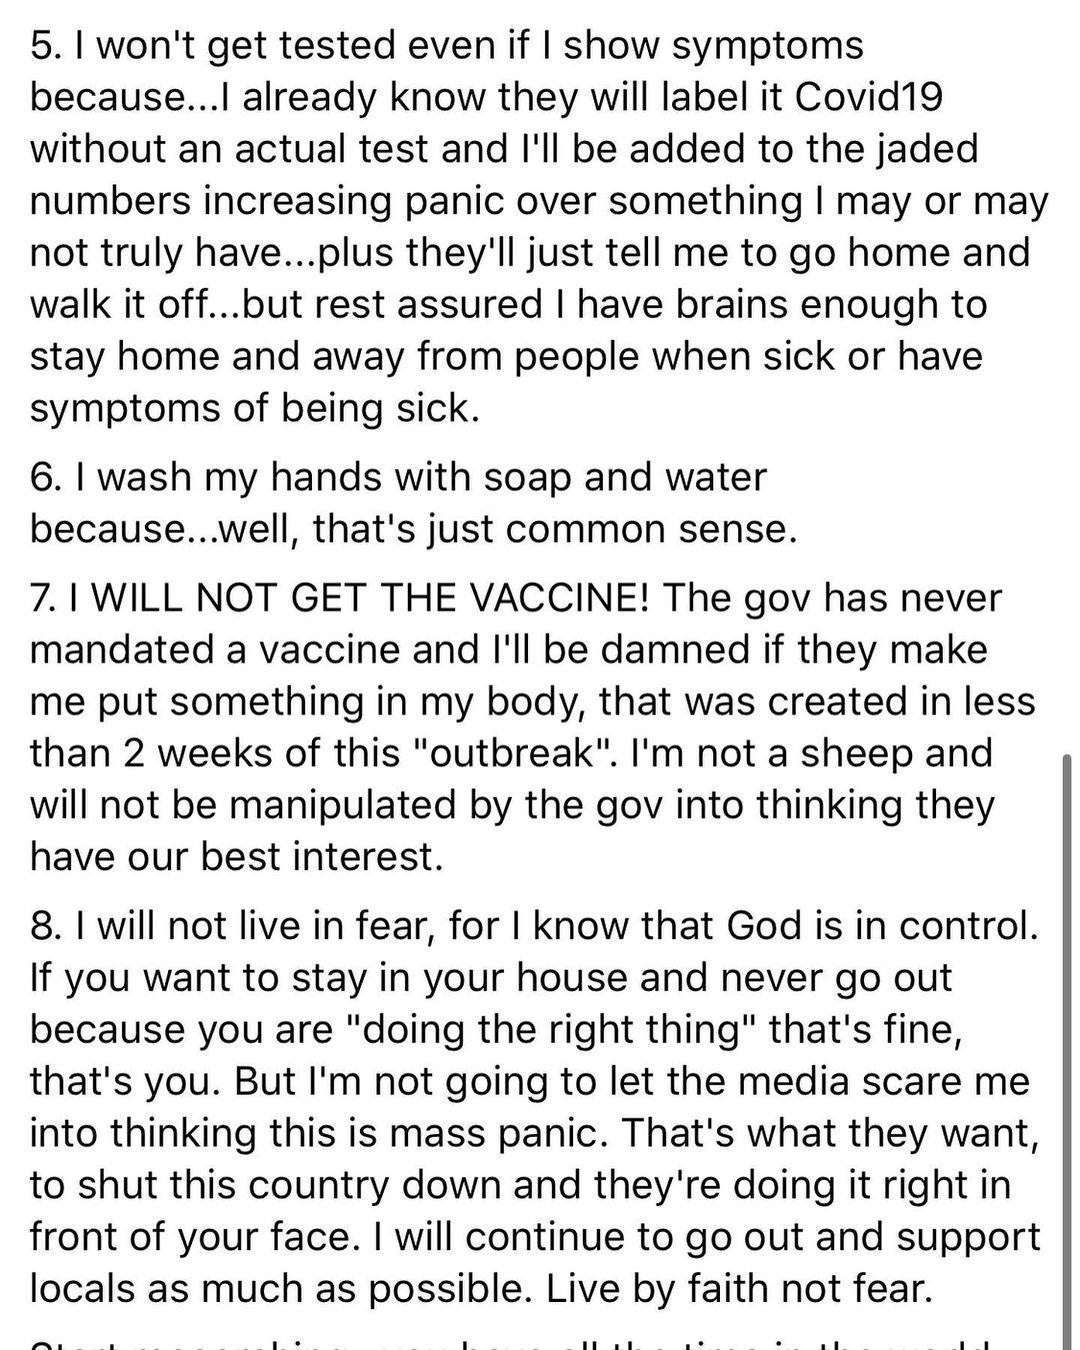 5. I won't get tested even if I show symptoms
because...I already know they will label it Covid19
without an actual test and I'll be added to the jaded
numbers increasing panic over something I may or may
not truly have...plus they'll just tell me to go home and
walk it off...but rest assured I have brains enough to
stay home and away from people when sick or have
symptoms of being sick.
6. I wash my hands with soap and water
because...well, that's just common sense.
7. I WILL NOT GET THE VACCINE! The gov has never
mandated a vaccine and I'll be damned if they make
me put something in my body, that was created in less
than 2 weeks of this "outbreak". I'm not a sheep and
will not be manipulated by the gov into thinking they
have our best interest.
8. I will not live in fear, for I know that God is in control.
If you want to stay in your house and never go out
because you are "doing the right thing" that's fine,
that's you. But I'm not going to let the media scare me
into thinking this is mass panic. That's what they want,
to shut this country down and they're doing it right in
front of your face. I will continue to go out and support
locals as much as possible. Live by faith not fear.